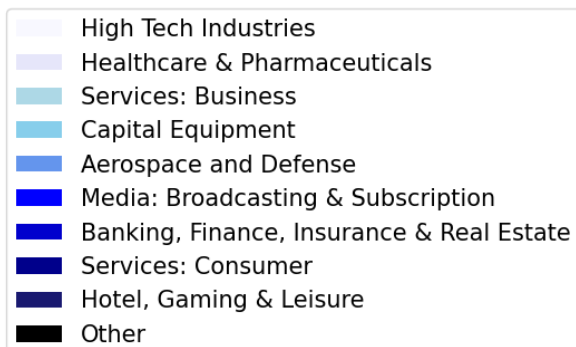 High Tech Industries
Healthcare & Pharmaceuticals
Services: Business
Capital Equipment
Aerospace and Defense
Media: Broadcasting & Subscription
Banking, Finance, Insurance & Real Estate
Services: Consumer
Hotel, Gaming & Leisure
Other